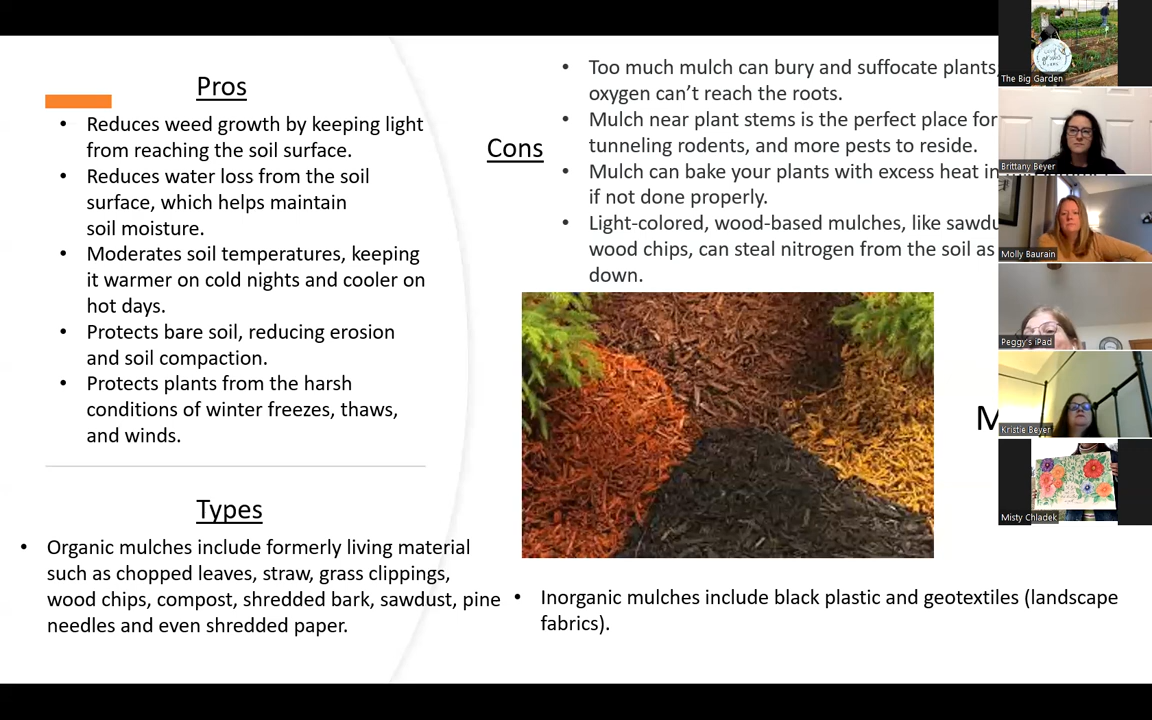 Pros
Reduces weed growth by keeping light
from reaching the soil surface.
Reduces water loss from the soil
surface, which helps maintain
soil moisture.
Moderates soil temperatures, keeping
it warmer on cold nights and cooler on
hot days.
Protects bare soil, reducing erosion
and soil compaction.
Protects plants from the harsh
conditions of winter freezes, thaws,
and winds.
Types
Organic mulches include formerly living material
such as chopped leaves, straw, grass clippings,
wood chips, compost, shredded bark, sawdust, pine
needles and even shredded paper.
Cons
Too much mulch can bury and suffocate plants,
oxygen can’t reach the roots.
Mulch near plant stems is the perfect place for
tunneling rodents, and more pests to reside.
Mulch can bake your plants with excess heat in
if not done properly.
Light-colored, wood-based mulches, like sawdu
wood chips, can steal nitrogen from the soil as
down.
M
Inorganic mulches include black plastic and geotextiles (landscape
fabrics).
The Big Garden
Brittany Beyer
Molly Baurain
Peggy's iPad
Kristie Beyer
Misty Chladek